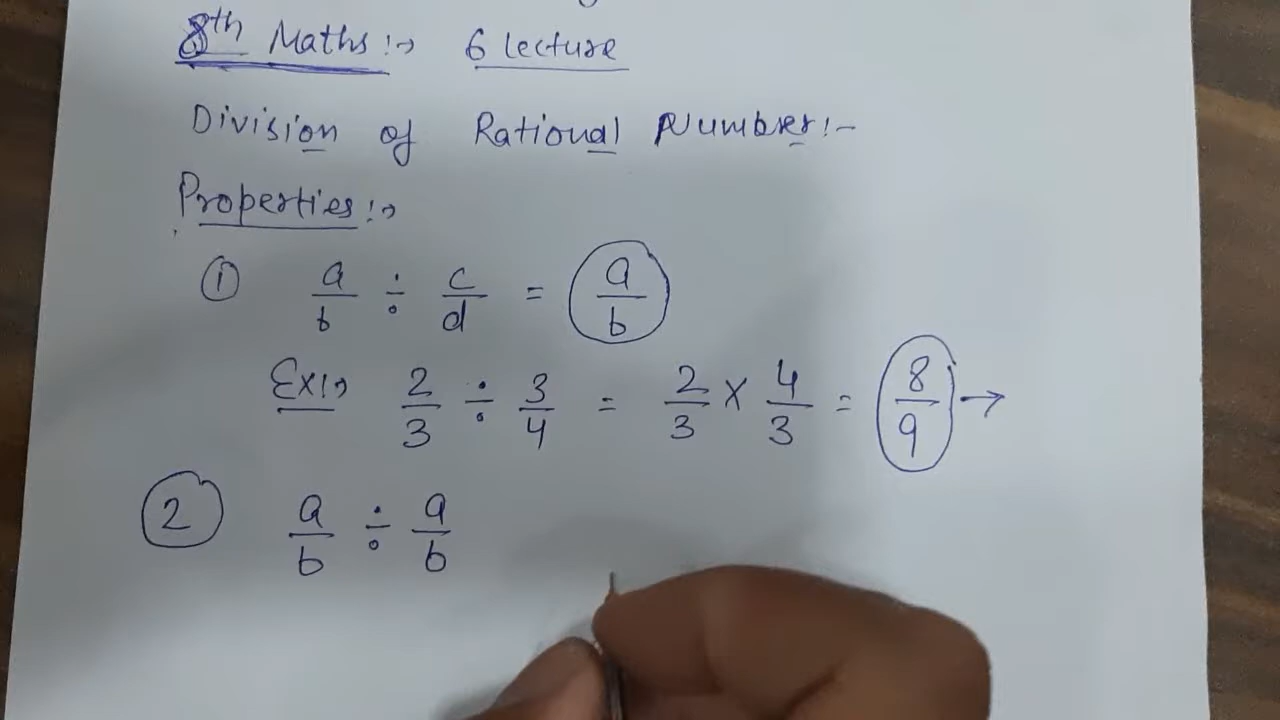 8th Maths:→ 6 lecture
Division of Rational Number:-
Properties:→
① a/b ÷ c/d = a/b
Ex:→ 2/3 ÷ 3/4 = 2/3 × 4/3 = 8/9 →
② a/b ÷ a/b